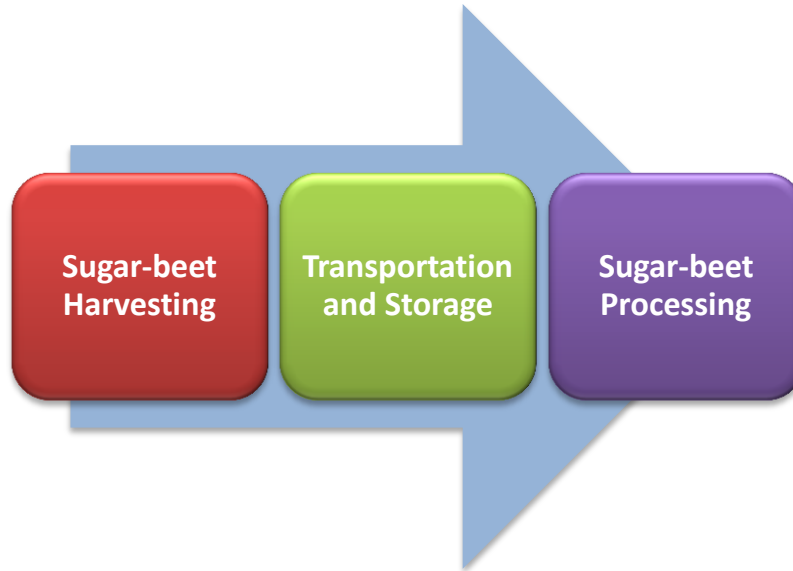 Sugar-beet
Harvesting
Transportation
and Storage
Sugar-beet
Processing